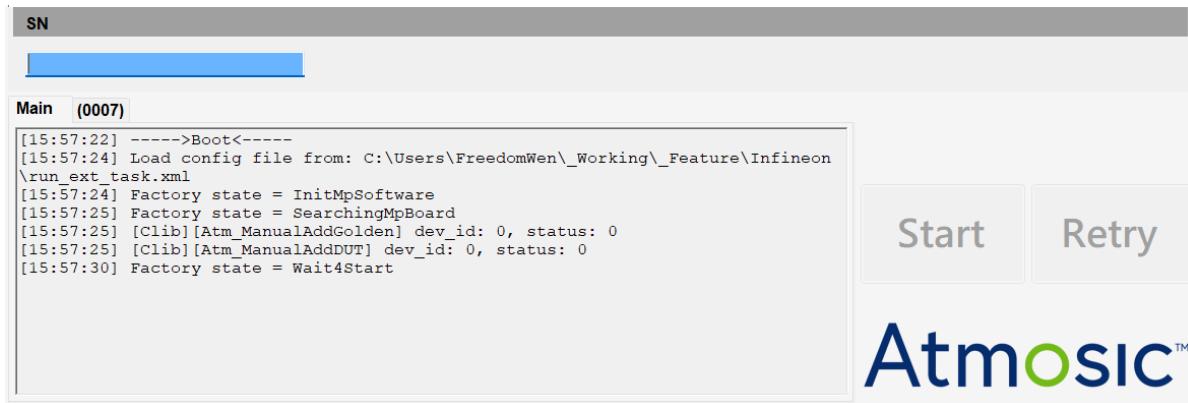 SN
Main (0007)
[15:57:22] ----->Boot<-----
[15:57:24] Load config file from: C:\Users\FreedomWen\_Working\_Feature\Infineon
\run_ext_task.xml
[15:57:24] Factory state = InitMpSoftware
[15:57:25] Factory state = SearchingMpBoard
[15:57:25] [Clib][Atm_ManualAddGolden] dev_id: 0, status: 0
[15:57:25] [Clib][Atm_ManualAddDUT] dev_id: 0, status: 0
[15:57:30] Factory state = Wait4Start
Start Retry
Atmosic™